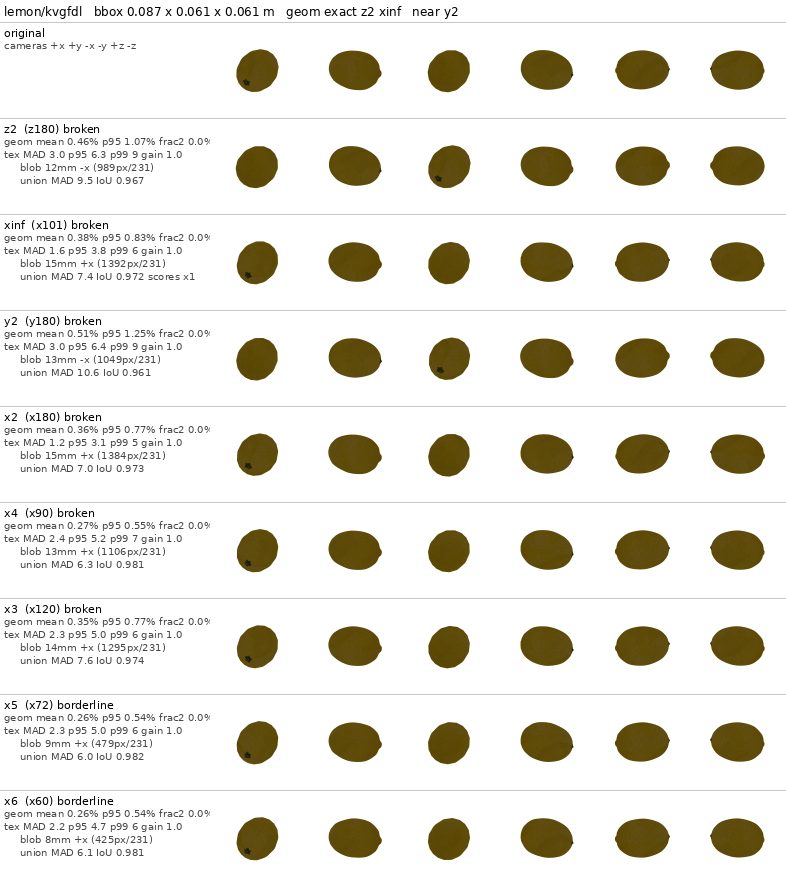 lemon/kvgfdl   bbox 0.087 x 0.061 x 0.061 m   geom exact z2 xinf   near y2
original
cameras +x +y -x -y +z -z
z2  (z180) broken
geom mean 0.46% p95 1.07% frac2 0.0%
tex MAD 3.0 p95 6.3 p99 9 gain 1.0
blob 12mm -x (989px/231)
union MAD 9.5 IoU 0.967
xinf  (x101) broken
geom mean 0.38% p95 0.83% frac2 0.0%
tex MAD 1.6 p95 3.8 p99 6 gain 1.0
blob 15mm +x (1392px/231)
union MAD 7.4 IoU 0.972 scores x1
y2  (y180) broken
geom mean 0.51% p95 1.25% frac2 0.0%
tex MAD 3.0 p95 6.4 p99 9 gain 1.0
blob 13mm -x (1049px/231)
union MAD 10.6 IoU 0.961
x2  (x180) broken
geom mean 0.36% p95 0.77% frac2 0.0%
tex MAD 1.2 p95 3.1 p99 5 gain 1.0
blob 15mm +x (1384px/231)
union MAD 7.0 IoU 0.973
x4  (x90) broken
geom mean 0.27% p95 0.55% frac2 0.0%
tex MAD 2.4 p95 5.2 p99 7 gain 1.0
blob 13mm +x (1106px/231)
union MAD 6.3 IoU 0.981
x3  (x120) broken
geom mean 0.35% p95 0.77% frac2 0.0%
tex MAD 2.3 p95 5.0 p99 6 gain 1.0
blob 14mm +x (1295px/231)
union MAD 7.6 IoU 0.974
x5  (x72) borderline
geom mean 0.26% p95 0.54% frac2 0.0%
tex MAD 2.3 p95 5.0 p99 6 gain 1.0
blob 9mm +x (479px/231)
union MAD 6.0 IoU 0.982
x6  (x60) borderline
geom mean 0.26% p95 0.54% frac2 0.0%
tex MAD 2.2 p95 4.7 p99 6 gain 1.0
blob 8mm +x (425px/231)
union MAD 6.1 IoU 0.981